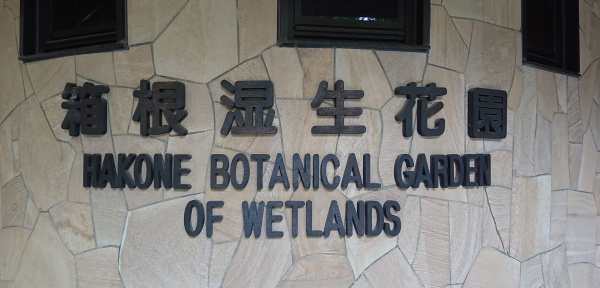 箱根湿生花園
HAKONE BOTANICAL GARDEN
OF WETLANDS